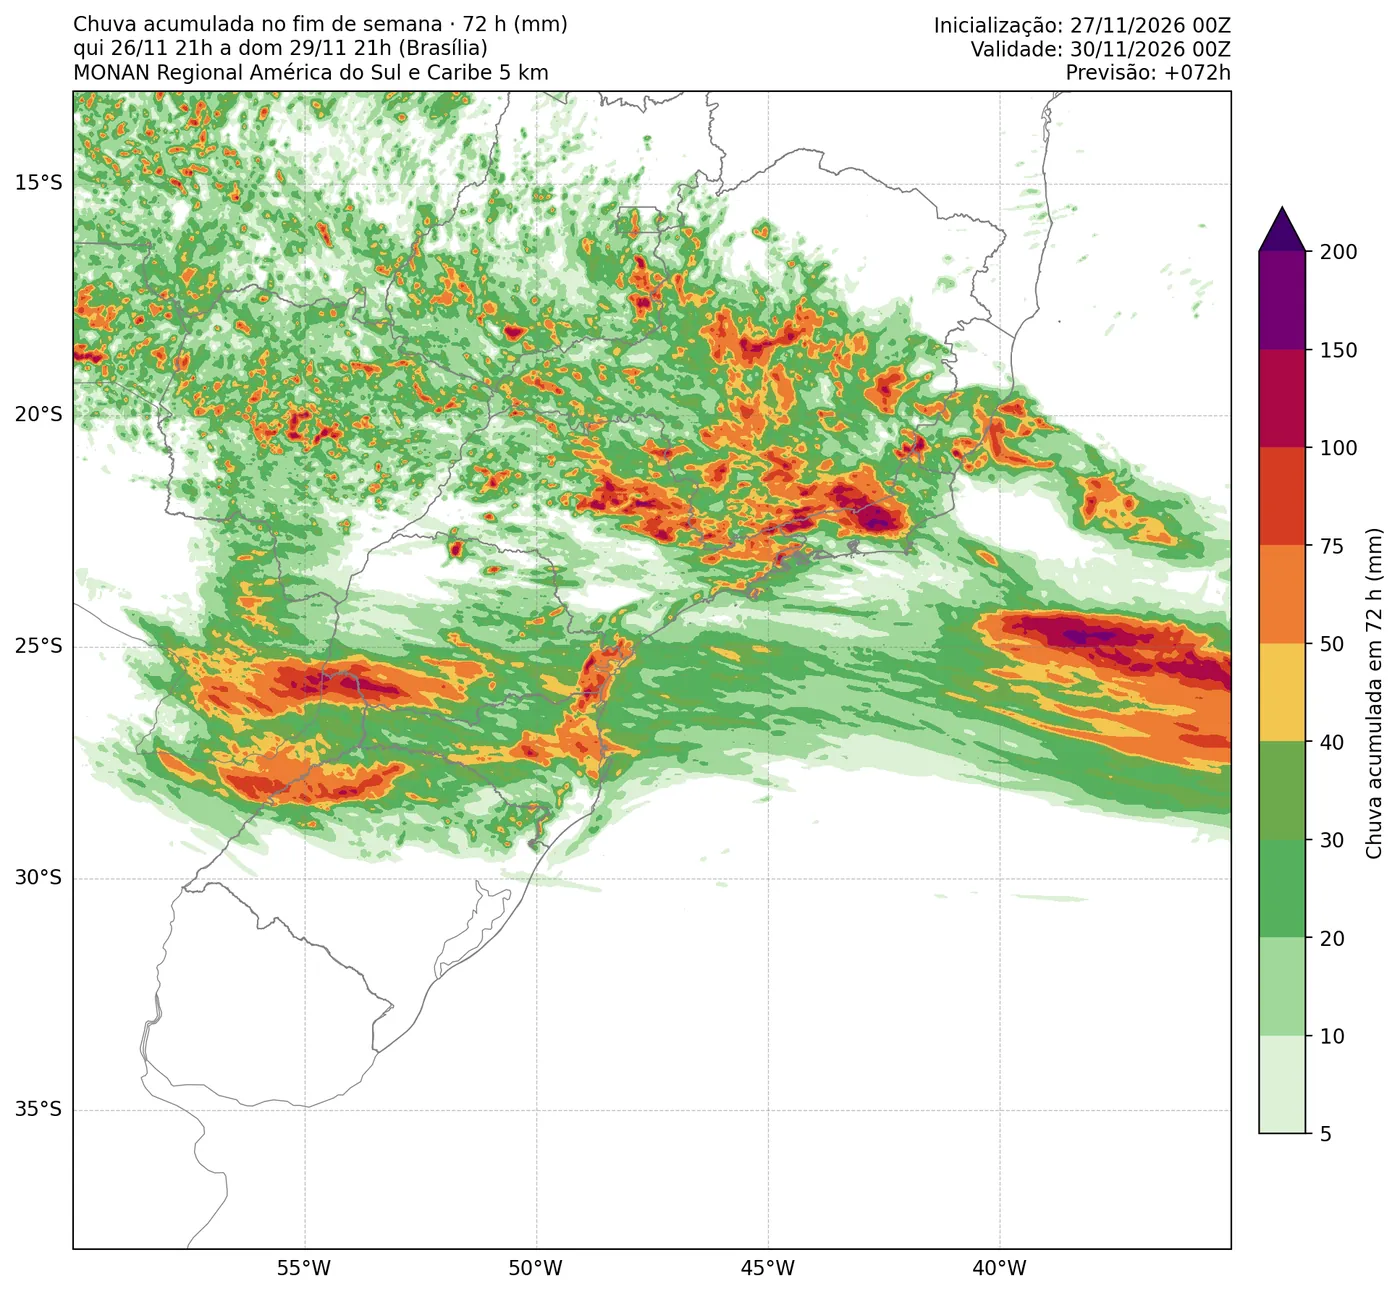 Chuva acumulada no fim de semana · 72 h (mm)
qui 26/11 21h a dom 29/11 21h (Brasília)
MONAN Regional América do Sul e Caribe 5 km
Inicialização: 27/11/2026 00Z
Validade: 30/11/2026 00Z
Previsão: +072h
15°S
20°S
25°S
30°S
35°S
55°W
50°W
45°W
40°W
200
150
100
75
50
40
30
20
10
5
Chuva acumulada em 72 h (mm)